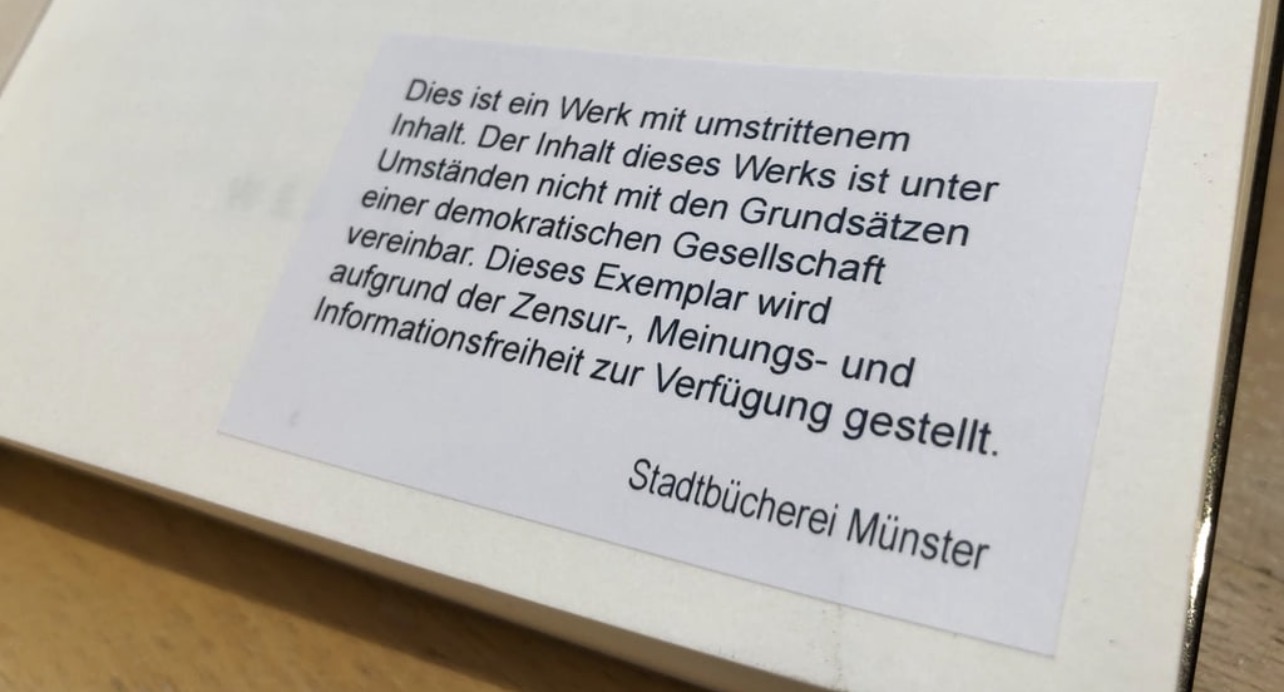 Dies ist ein Werk mit umstrittenem
Inhalt. Der Inhalt dieses Werks ist unter
Umständen nicht mit den Grundsätzen
einer demokratischen Gesellschaft
vereinbar. Dieses Exemplar wird
aufgrund der Zensur-, Meinungs- und
Informationsfreiheit zur Verfügung gestellt.
Stadtbücherei Münster